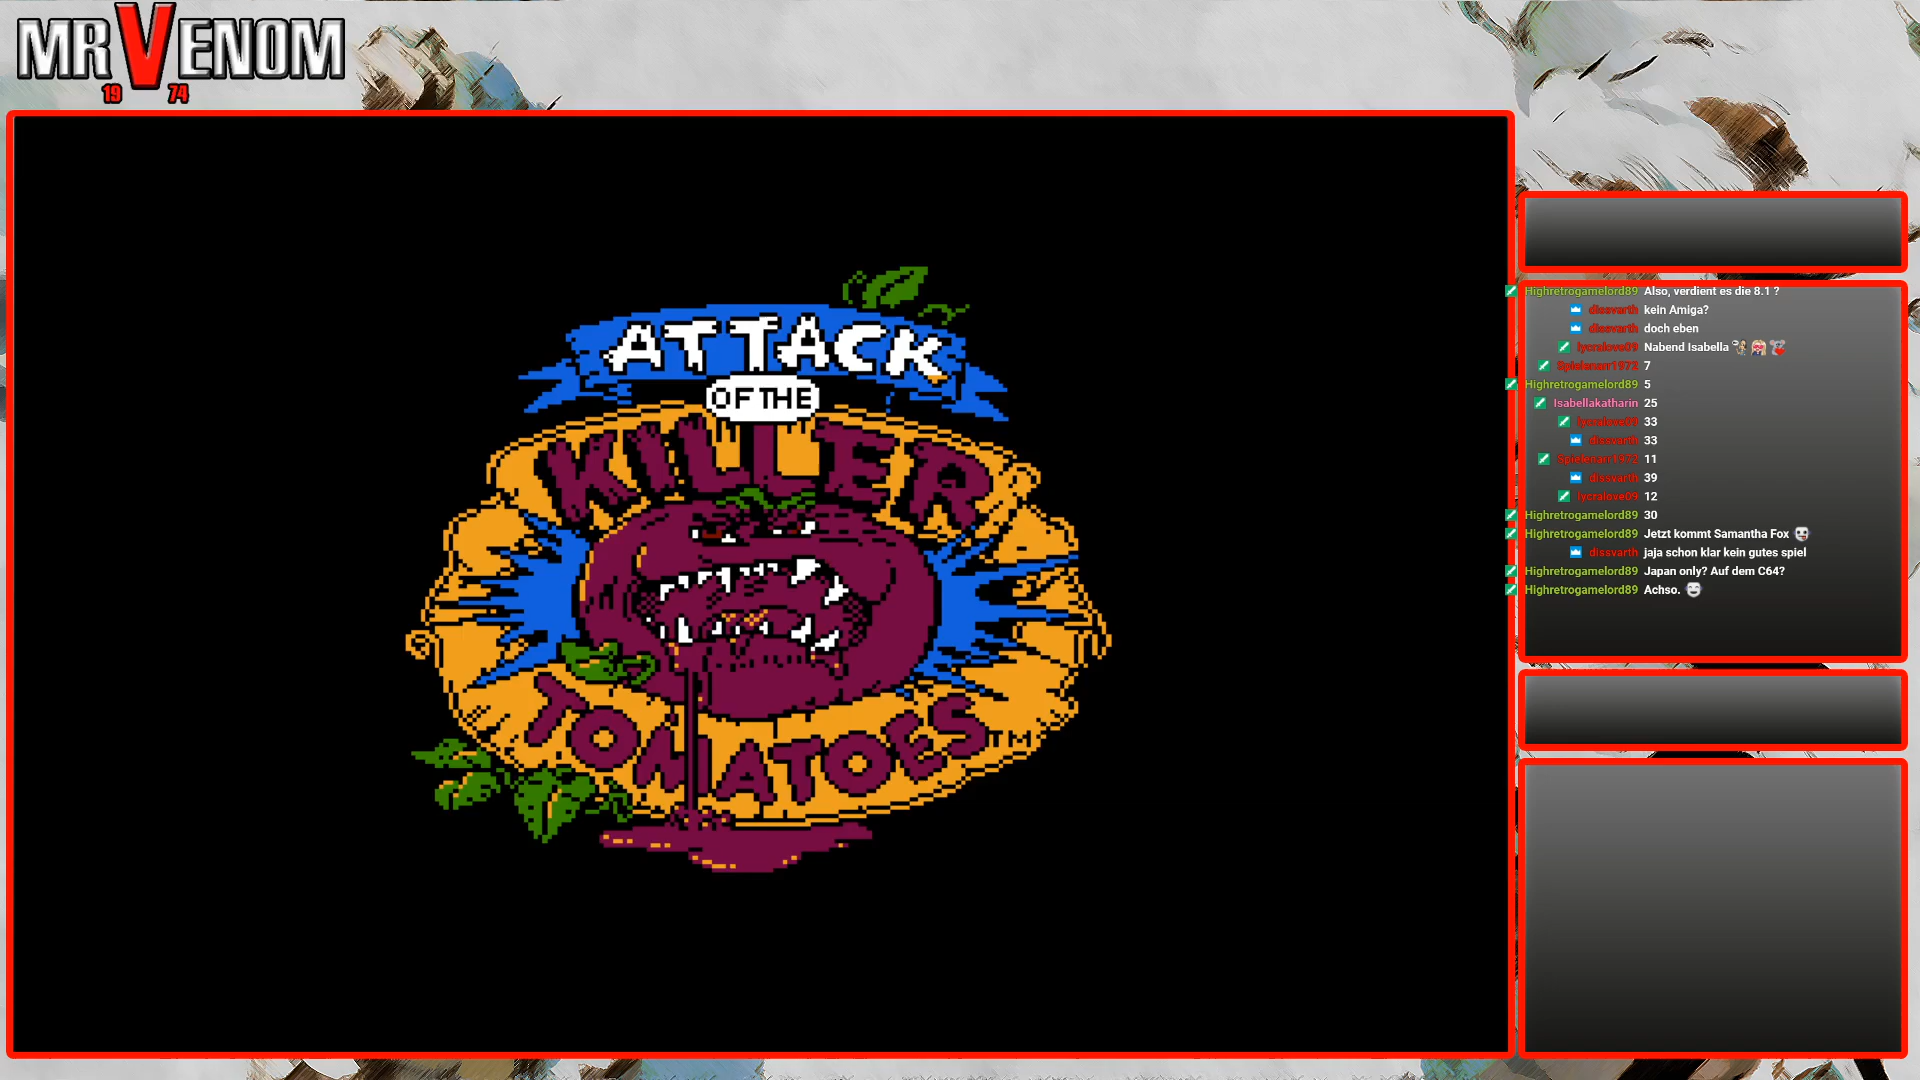 MRVENOM
19 74
ATTACK
OF THE
KILLER
TOMATOES TM
Highretrogamelord89 Also, verdient es die 8.1 ?
dissvarth kein Amiga?
dissvarth doch eben
lycralove09 Nabend Isabella
Spielenarr1972 7
Highretrogamelord89 5
Isabellakatharin 25
lycralove09 33
dissvarth 33
Spielenarr1972 11
dissvarth 39
lycralove09 12
Highretrogamelord89 30
Highretrogamelord89 Jetzt kommt Samantha Fox
dissvarth jaja schon klar kein gutes spiel
Highretrogamelord89 Japan only? Auf dem C64?
Highretrogamelord89 Achso.